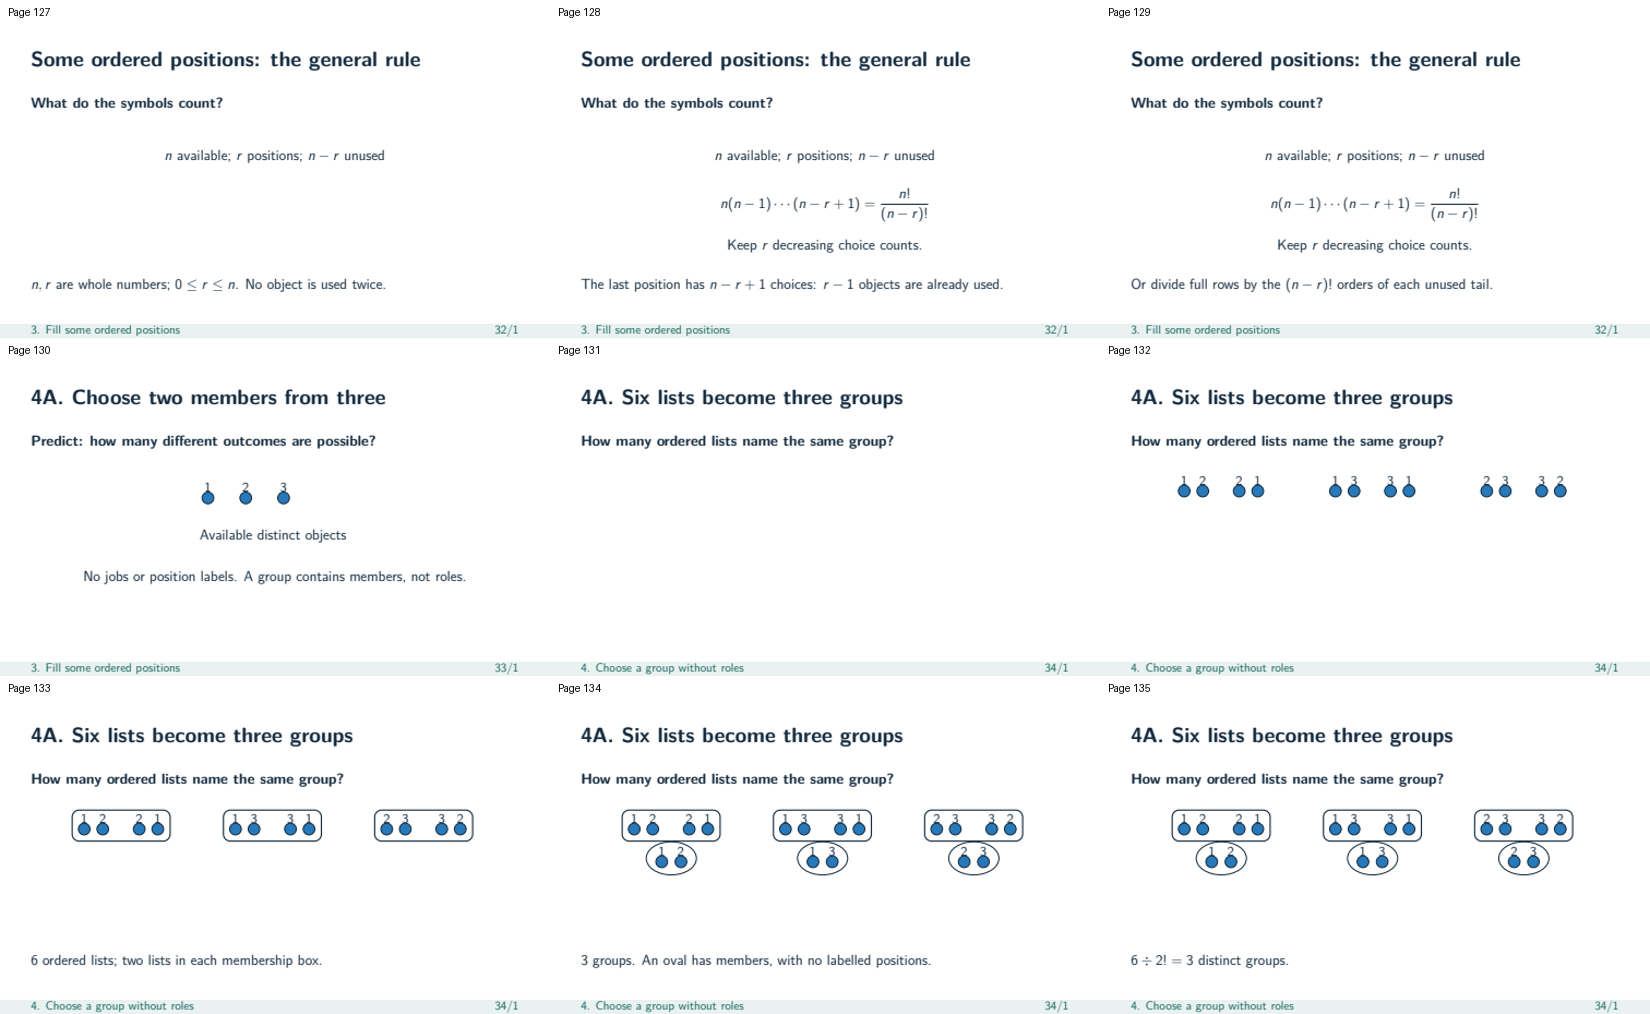 Page 127
Some ordered positions: the general rule
What do the symbols count?
n available; r positions; n − r unused
n, r are whole numbers; 0 ≤ r ≤ n. No object is used twice.
3. Fill some ordered positions 32/1
Page 128
Some ordered positions: the general rule
What do the symbols count?
n available; r positions; n − r unused
n(n − 1)···(n − r + 1) = n!/(n − r)!
Keep r decreasing choice counts.
The last position has n − r + 1 choices: r − 1 objects are already used.
3. Fill some ordered positions 32/1
Page 129
Some ordered positions: the general rule
What do the symbols count?
n available; r positions; n − r unused
n(n − 1)···(n − r + 1) = n!/(n − r)!
Keep r decreasing choice counts.
Or divide full rows by the (n − r)! orders of each unused tail.
3. Fill some ordered positions 32/1
Page 130
4A. Choose two members from three
Predict: how many different outcomes are possible?
1 2 3
Available distinct objects
No jobs or position labels. A group contains members, not roles.
3. Fill some ordered positions 33/1
Page 131
4A. Six lists become three groups
How many ordered lists name the same group?
4. Choose a group without roles 34/1
Page 132
4A. Six lists become three groups
How many ordered lists name the same group?
1 2 2 1 1 3 3 1 2 3 3 2
4. Choose a group without roles 34/1
Page 133
4A. Six lists become three groups
How many ordered lists name the same group?
1 2 2 1 1 3 3 1 2 3 3 2
6 ordered lists; two lists in each membership box.
4. Choose a group without roles 34/1
Page 134
4A. Six lists become three groups
How many ordered lists name the same group?
1 2 2 1 1 3 3 1 2 3 3 2
1 2 1 3 2 3
3 groups. An oval has members, with no labelled positions.
4. Choose a group without roles 34/1
Page 135
4A. Six lists become three groups
How many ordered lists name the same group?
1 2 2 1 1 3 3 1 2 3 3 2
1 2 1 3 2 3
6 ÷ 2! = 3 distinct groups.
4. Choose a group without roles 34/1